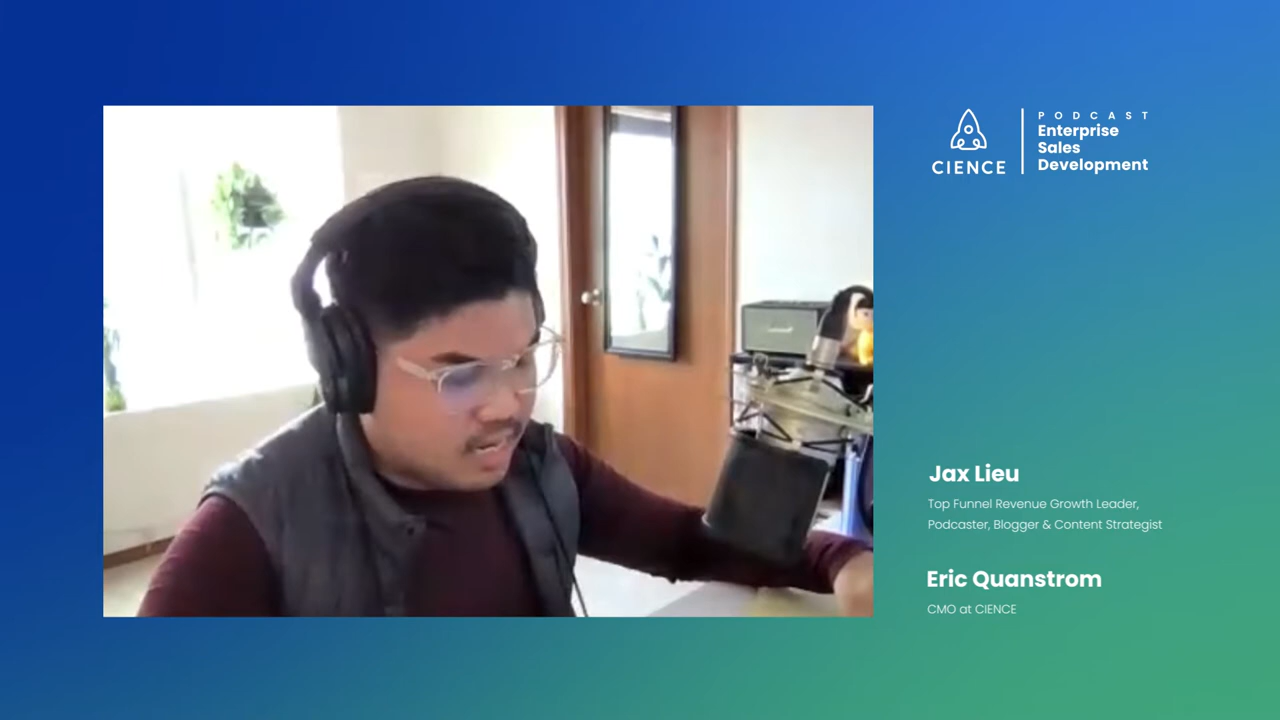 PODCAST
Enterprise
Sales
Development
CIENCE
Jax Lieu
Top Funnel Revenue Growth Leader,
Podcaster, Blogger & Content Strategist
Eric Quanstrom
CMO at CIENCE